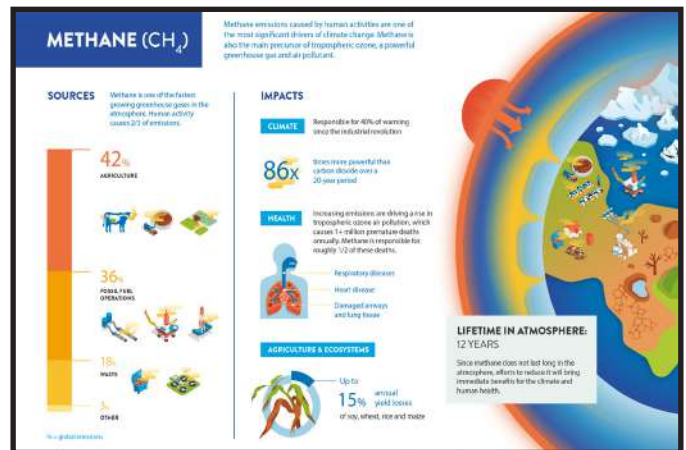 METHANE (CH₄)
Methane emissions caused by human activities are one of
the most significant drivers of climate change. Methane is
also the main precursor of tropospheric ozone, a powerful
greenhouse gas and air pollutant.
SOURCES
Methane is one of the fastest
growing greenhouse gases in the
atmosphere. Human activity
causes 2/3 of emissions.
42%
AGRICULTURE
36%
FOSSIL FUEL
OPERATIONS
18%
WASTE
3%
OTHER
% = global emissions
IMPACTS
CLIMATE
Responsible for 40% of warming
since the industrial revolution
86x
times more powerful than
carbon dioxide over a
20-year period
HEALTH
Increasing emissions are driving a rise in
tropospheric ozone air pollution, which
causes 1+ million premature deaths
annually. Methane is responsible for
roughly 1/2 of these deaths.
Respiratory diseases
Heart disease
Damaged airways
and lung tissue
AGRICULTURE & ECOSYSTEMS
Up to
15% annual
yield losses
of soy, wheat, rice and maize
LIFETIME IN ATMOSPHERE:
12 YEARS
Since methane does not last long in the
atmosphere, efforts to reduce it will bring
immediate benefits for the climate and
human health.